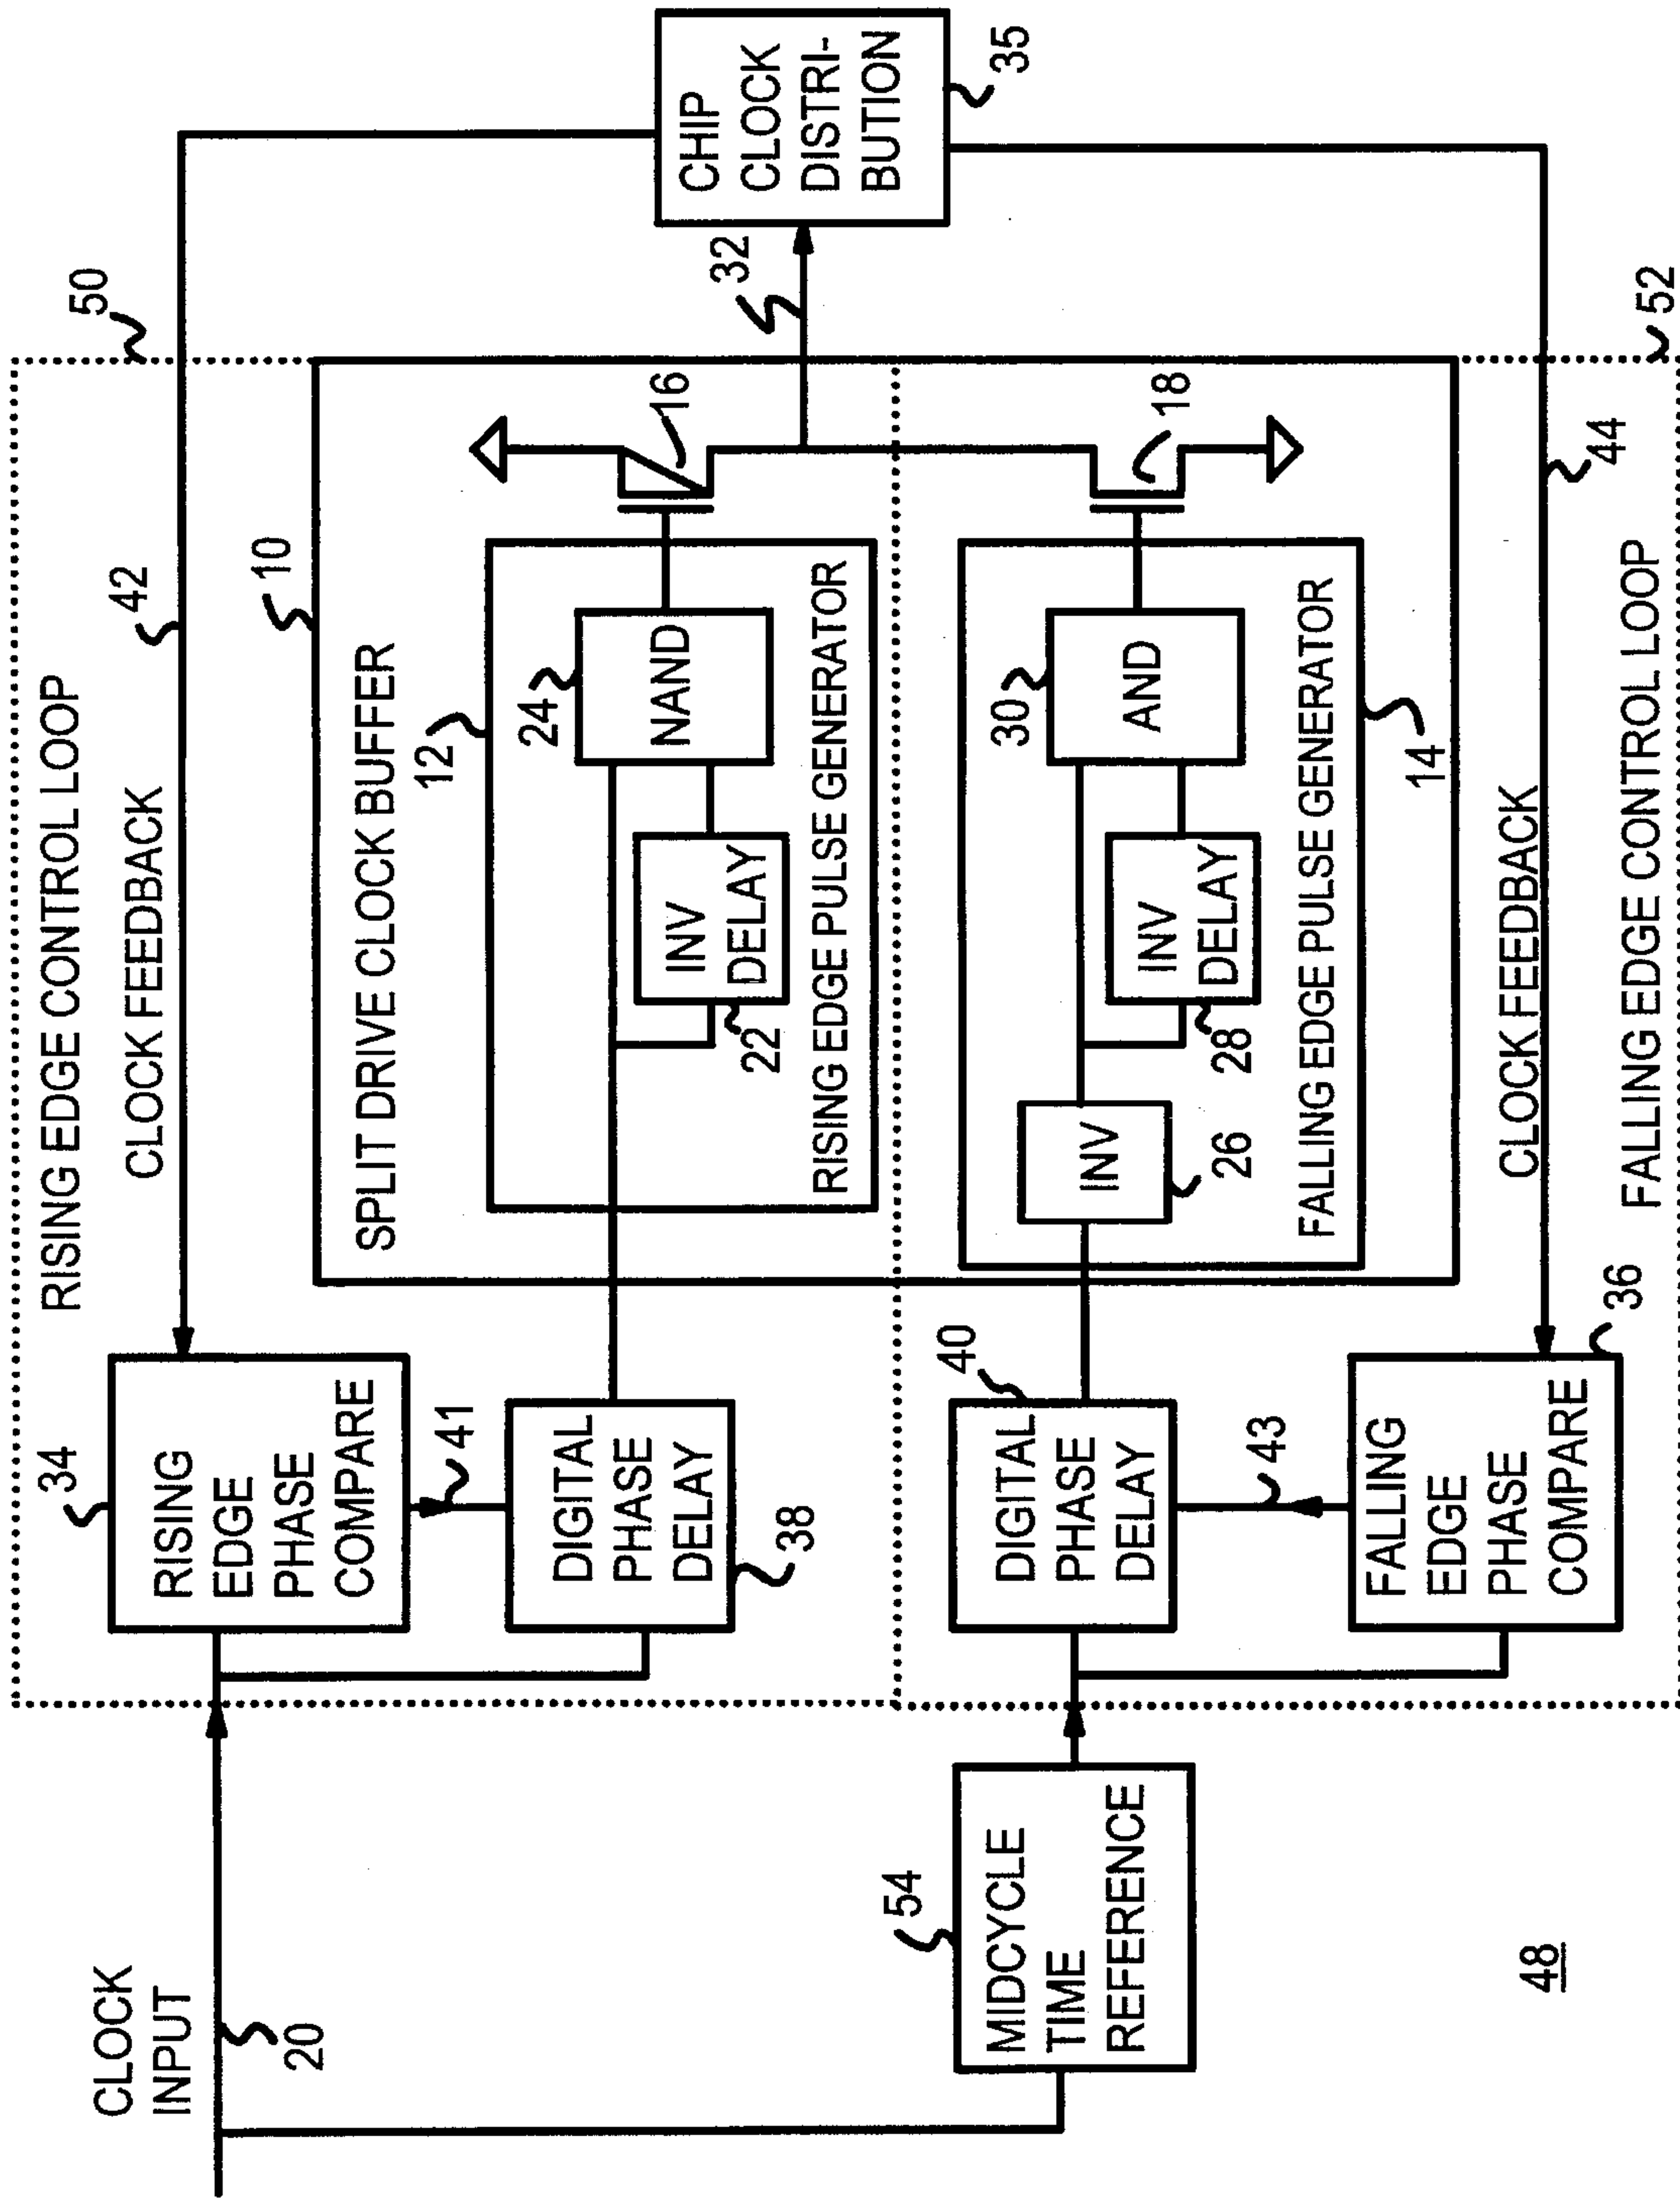 RISING EDGE CONTROL LOOP
50
CLOCK FEEDBACK
42
CLOCK
INPUT
20
34
RISING
EDGE
PHASE
COMPARE
41
DIGITAL
PHASE
DELAY
38
10
SPLIT DRIVE CLOCK BUFFER
12
24
NAND
INV
DELAY
22
RISING EDGE PULSE GENERATOR
16
32
CHIP
CLOCK
DISTRI-
BUTION
35
54
MIDCYCLE
TIME
REFERENCE
40
DIGITAL
PHASE
DELAY
43
FALLING
EDGE
PHASE
COMPARE
36
INV
26
30
AND
INV
DELAY
28
FALLING EDGE PULSE GENERATOR
14
18
CLOCK FEEDBACK
44
FALLING EDGE CONTROL LOOP
52
48